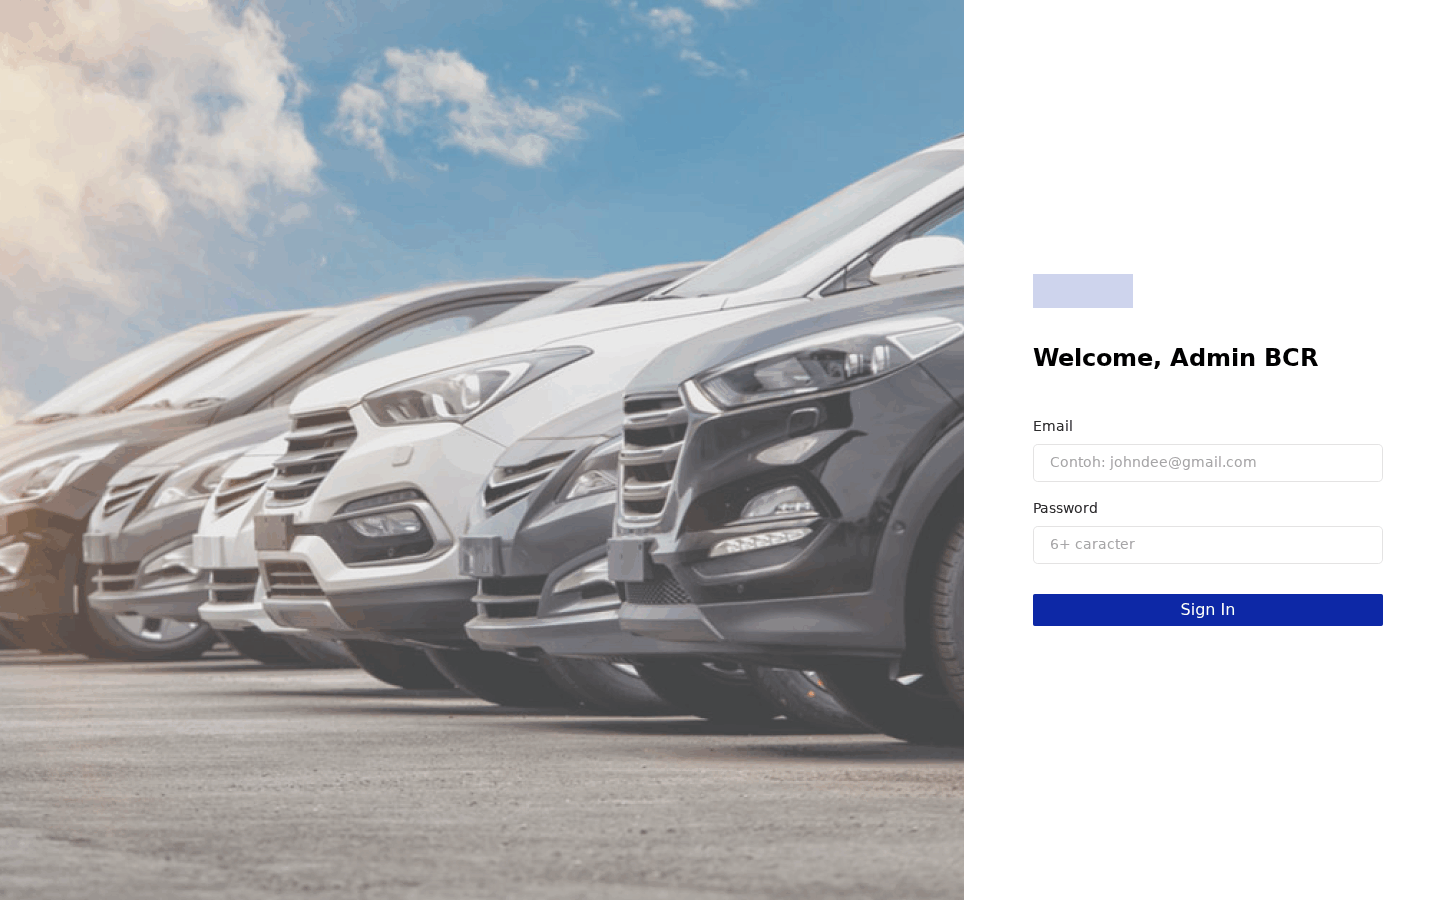 Welcome, Admin BCR
Email
Contoh: johndee@gmail.com
Password
6+ caracter
Sign In